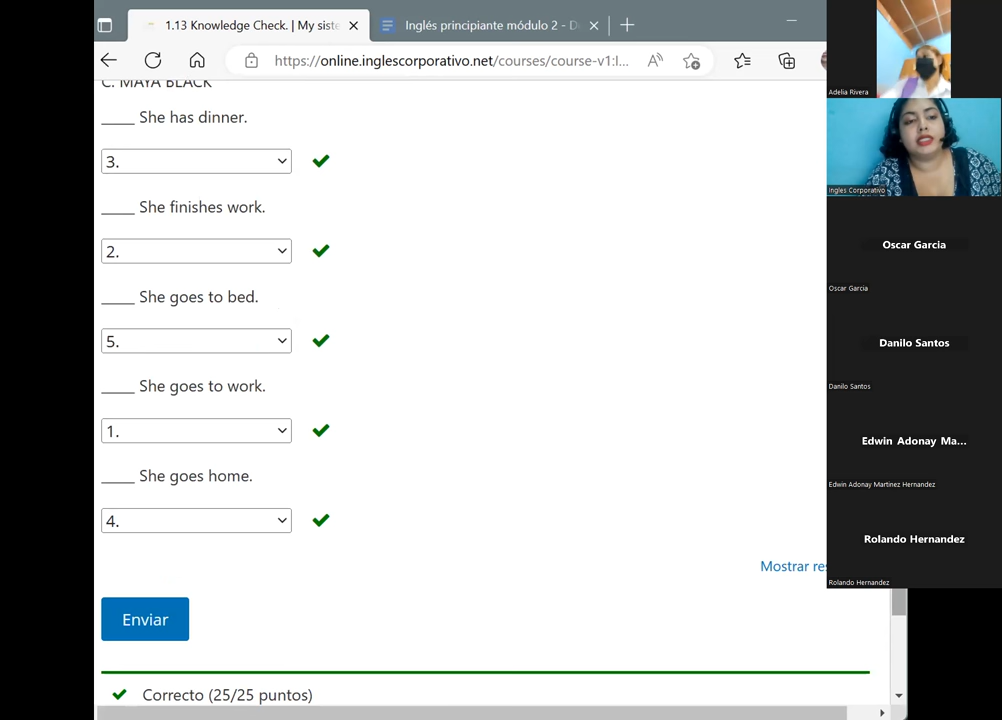 1.13 Knowledge Check. | My siste
Inglés principiante módulo 2 - D
https://online.inglescorporativo.net/courses/course-v1:I...
C. MAYA BLACK
_____ She has dinner.
3.
_____ She finishes work.
2.
_____ She goes to bed.
5.
_____ She goes to work.
1.
_____ She goes home.
4.
Mostrar res
Enviar
Correcto (25/25 puntos)
Adelia Rivera
Ingles Corporativo
Oscar Garcia
Oscar Garcia
Danilo Santos
Danilo Santos
Edwin Adonay Ma...
Edwin Adonay Martinez Hernandez
Rolando Hernandez
Rolando Hernandez